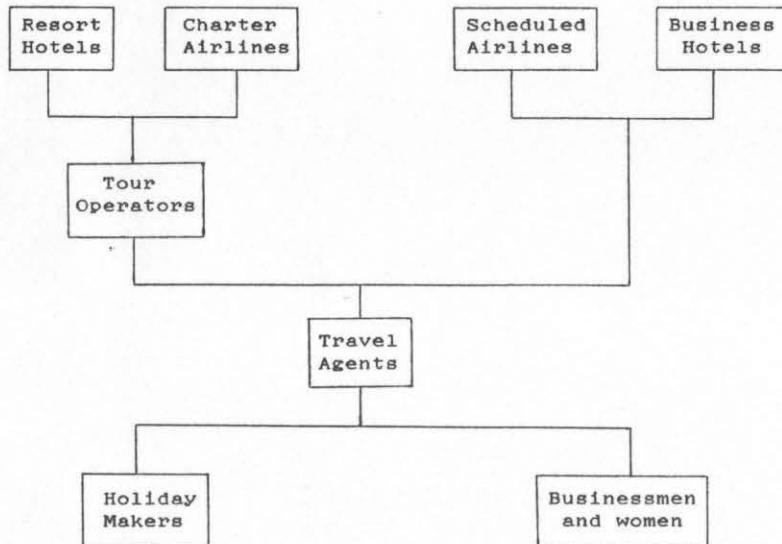 Resort
Hotels
Charter
Airlines
Scheduled
Airlines
Business
Hotels
Tour
Operators
Travel
Agents
Holiday
Makers
Businessmen
and women